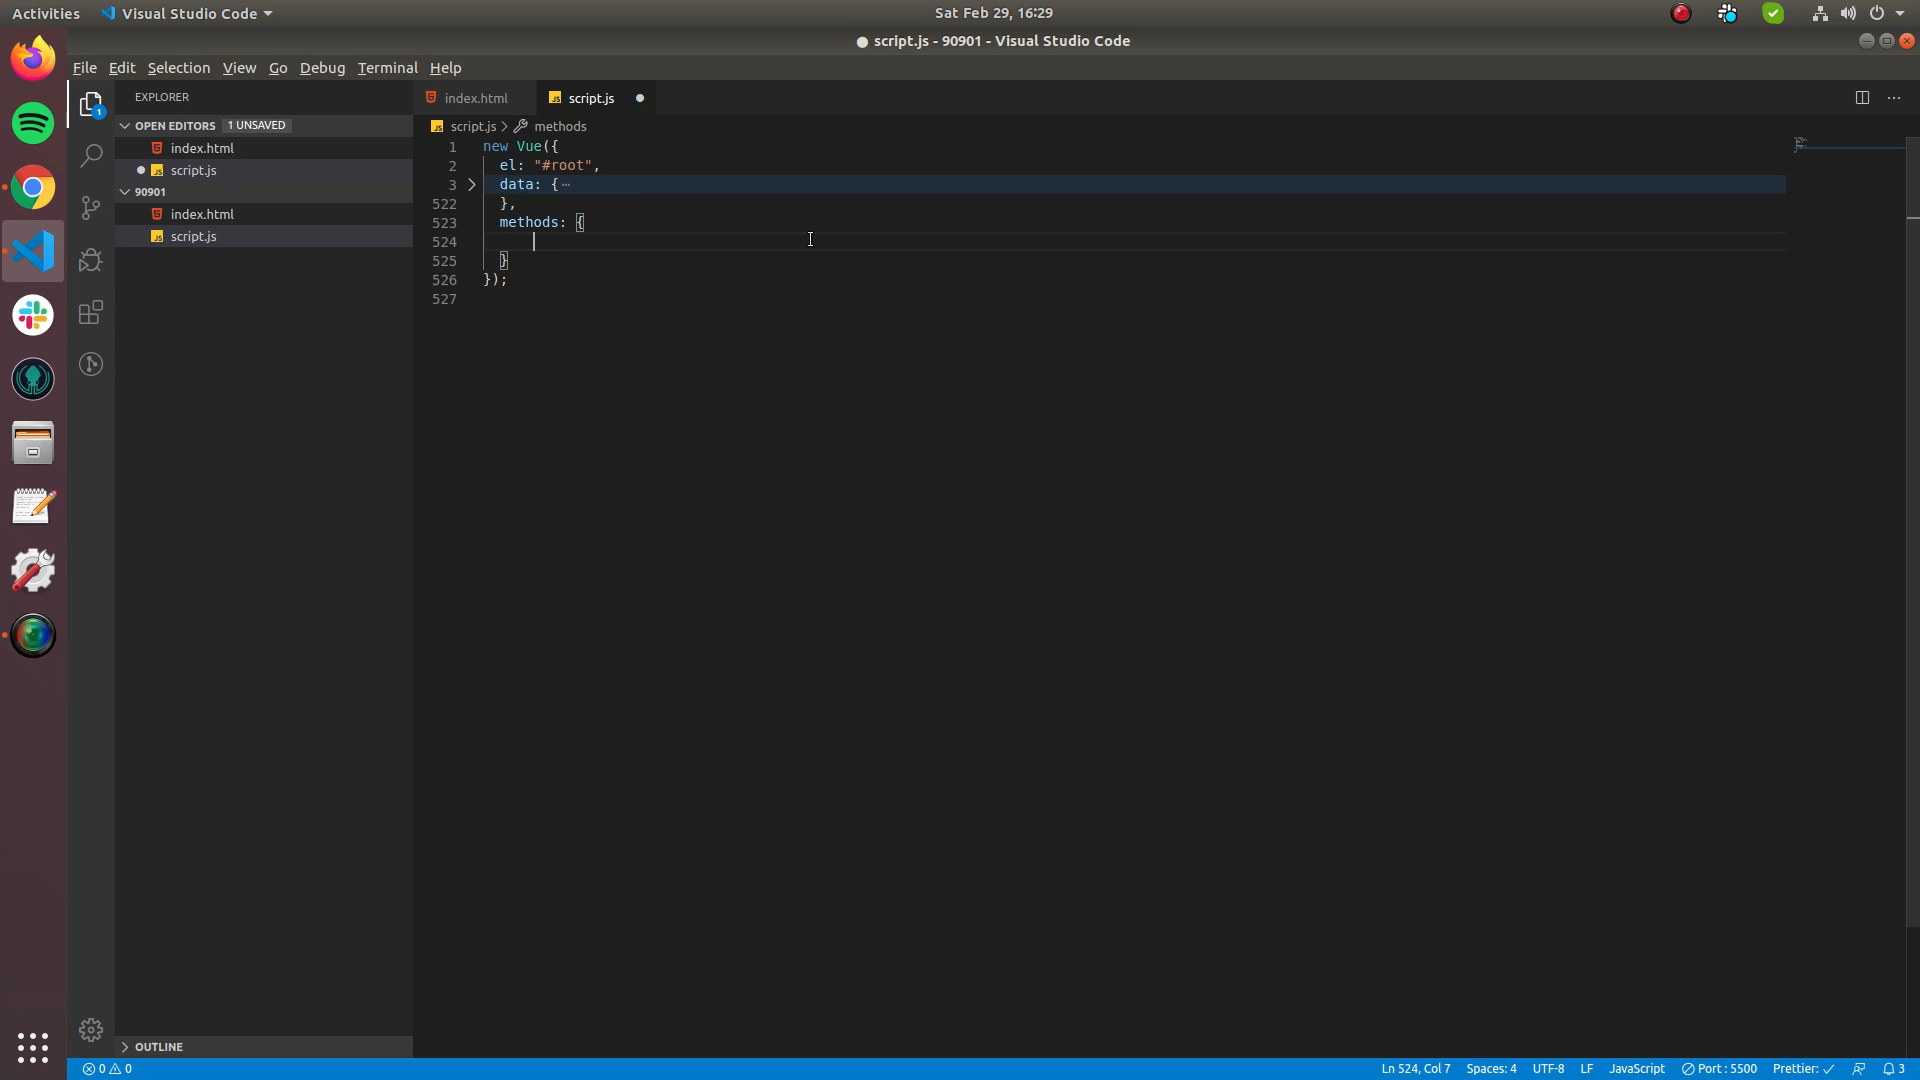 Activities Visual Studio Code Sat Feb 29, 16:29
● script.js - 90901 - Visual Studio Code
File Edit Selection View Go Debug Terminal Help
EXPLORER
index.html script.js
1
OPEN EDITORS 1 UNSAVED
script.js > methods
index.html
script.js
90901
index.html
script.js
1 new Vue({
2 el: "#root",
3 data: { ⋯
522 },
523 methods: {
524
525 }
526 });
527
OUTLINE
0 0 Ln 524, Col 7 Spaces: 4 UTF-8 LF JavaScript Port : 5500 Prettier: ✓ 3